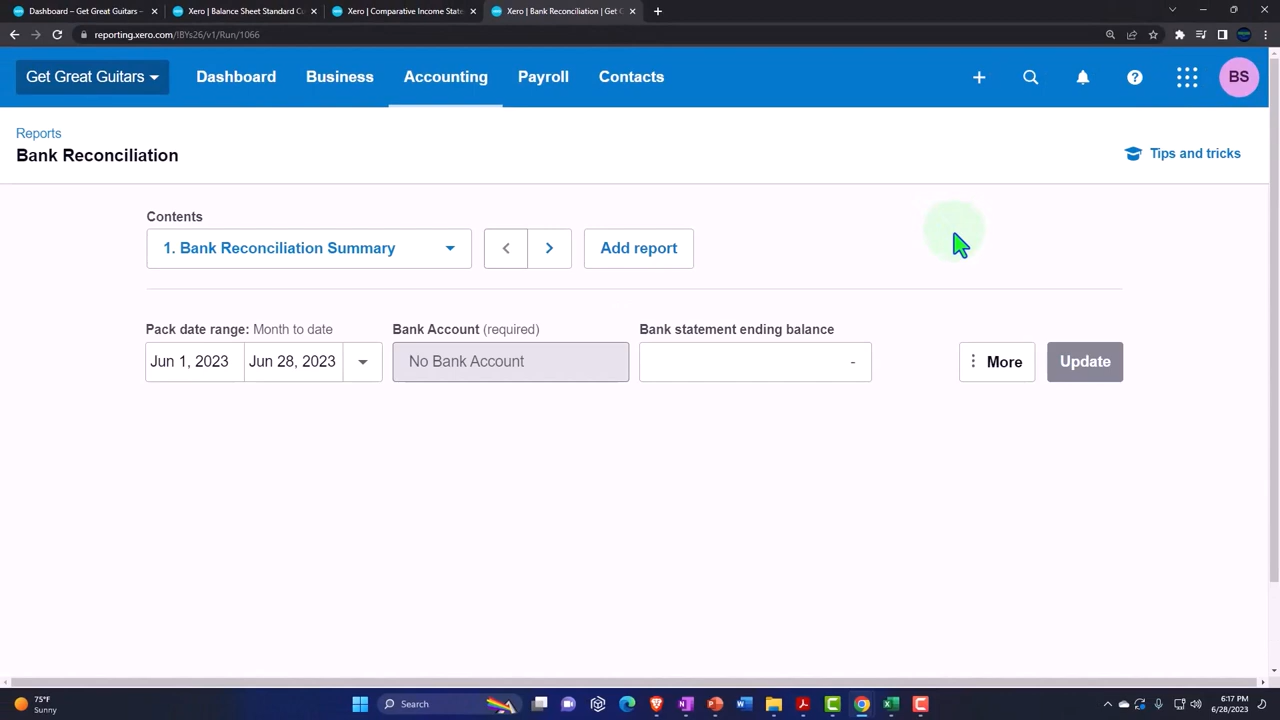 Dashboard – Get Great Guitars –
Xero | Balance Sheet Standard Cu
Xero | Comparative Income State
Xero | Bank Reconciliation | Get G
reporting.xero.com/!BYs26/v1/Run/1066
Get Great Guitars
Dashboard
Business
Accounting
Payroll
Contacts
BS
Reports
Bank Reconciliation
Tips and tricks
Contents
1. Bank Reconciliation Summary
Add report
Pack date range: Month to date
Bank Account (required)
Bank statement ending balance
Jun 1, 2023
Jun 28, 2023
No Bank Account
-
More
Update
75°F
Sunny
Search
6:17 PM
6/28/2023